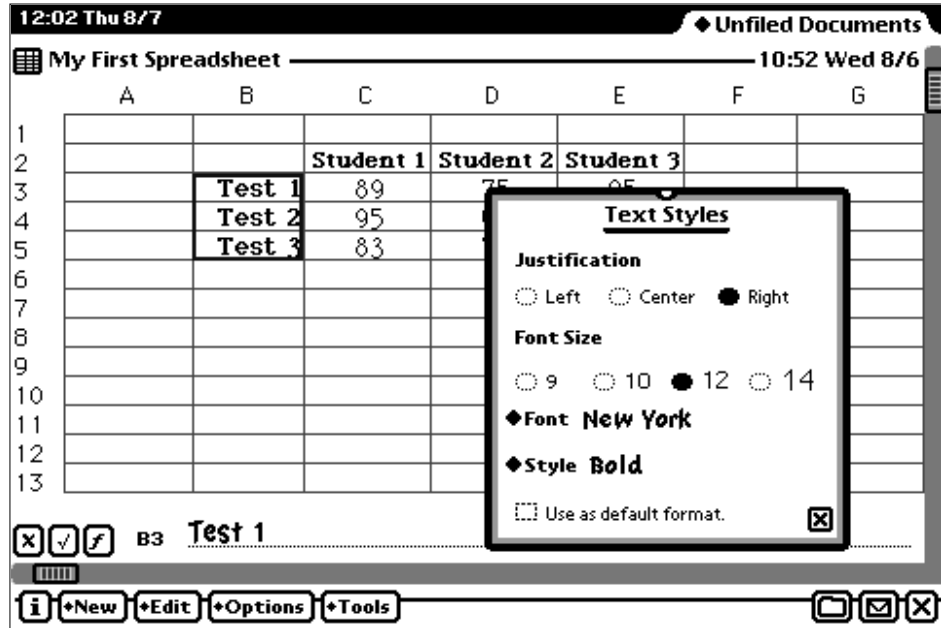 12:02 Thu 8/7 ◆Unfiled Documents
My First Spreadsheet 10:52 Wed 8/6
A B C D E F G
1
2 Student 1 Student 2 Student 3
3 Test 1 89 75 95
4 Test 2 95
5 Test 3 83
6
7
8
9
10
11
12
13
Text Styles
Justification
Left Center Right
Font Size
9 10 12 14
◆Font New York
◆Style Bold
Use as default format.
X √ f B3 Test 1
i ◆New ◆Edit ◆Options ◆Tools X